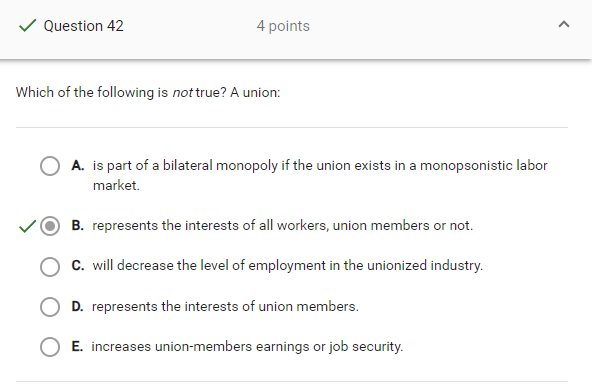 Question 42 4 points
Which of the following is not true? A union:
A. is part of a bilateral monopoly if the union exists in a monopsonistic labor
market.
B. represents the interests of all workers, union members or not.
C. will decrease the level of employment in the unionized industry.
D. represents the interests of union members.
E. increases union-members earnings or job security.